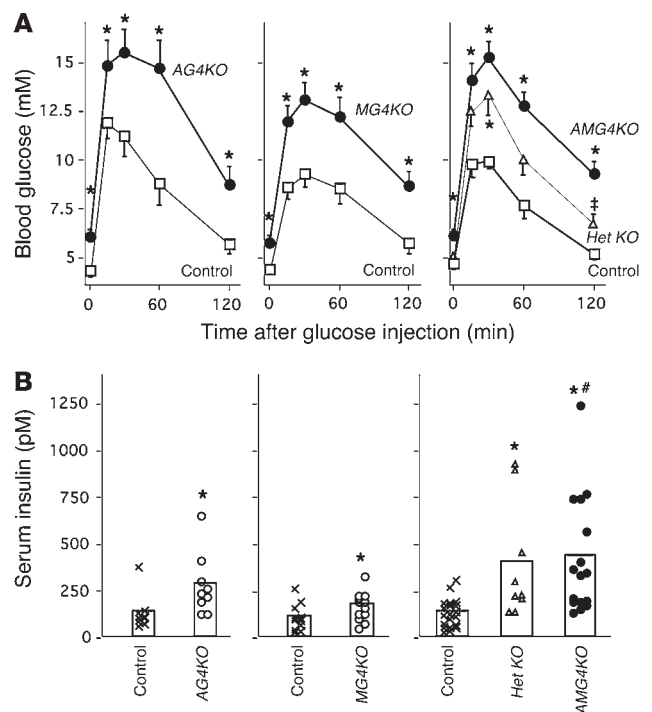 A
Blood glucose (mM)
15
12.5
10
7.5
5
* * * * * AG4KO
Control
* * * * * MG4KO
Control
* * * * * * AMG4KO
‡
Het KO
Control
0 60 120 0 60 120 0 60 120
Time after glucose injection (min)
B
Serum insulin (pM)
1250
1000
750
500
250
0
*
*
*
* #
Control
AG4KO
Control
MG4KO
Control
Het KO
AMG4KO